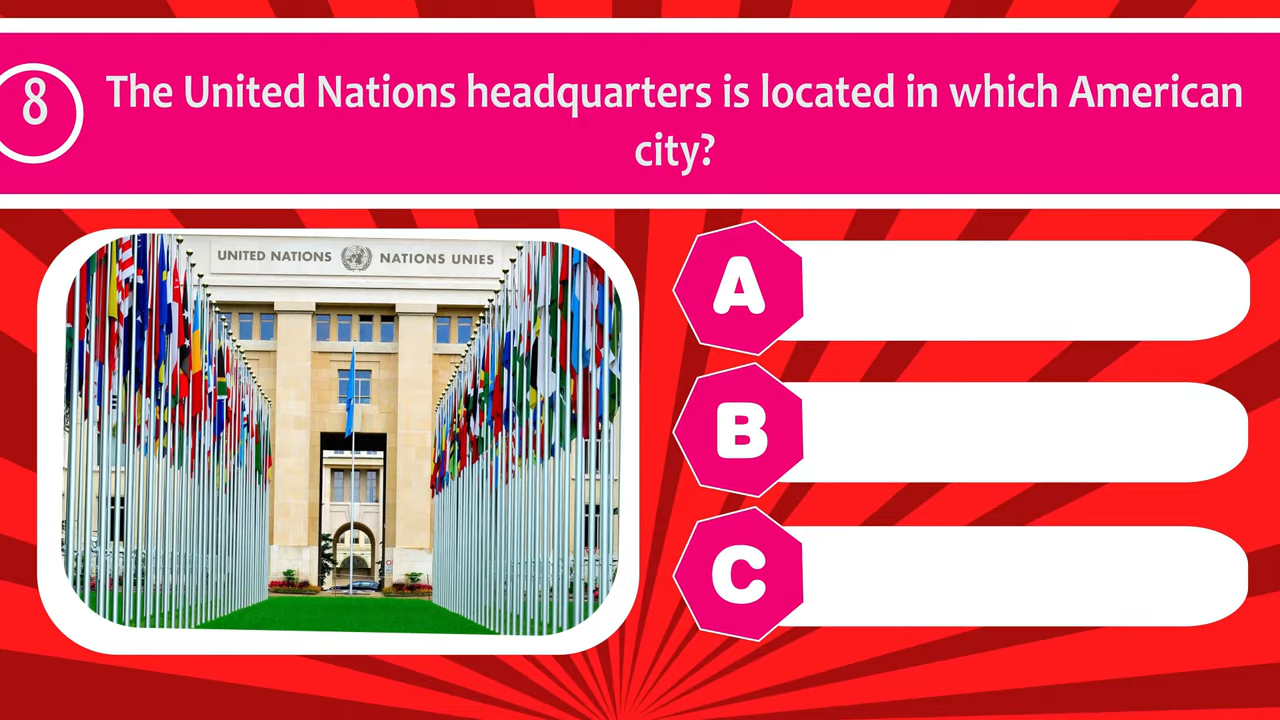 8
The United Nations headquarters is located in which American
city?
UNITED NATIONS NATIONS UNIES
A
B
C